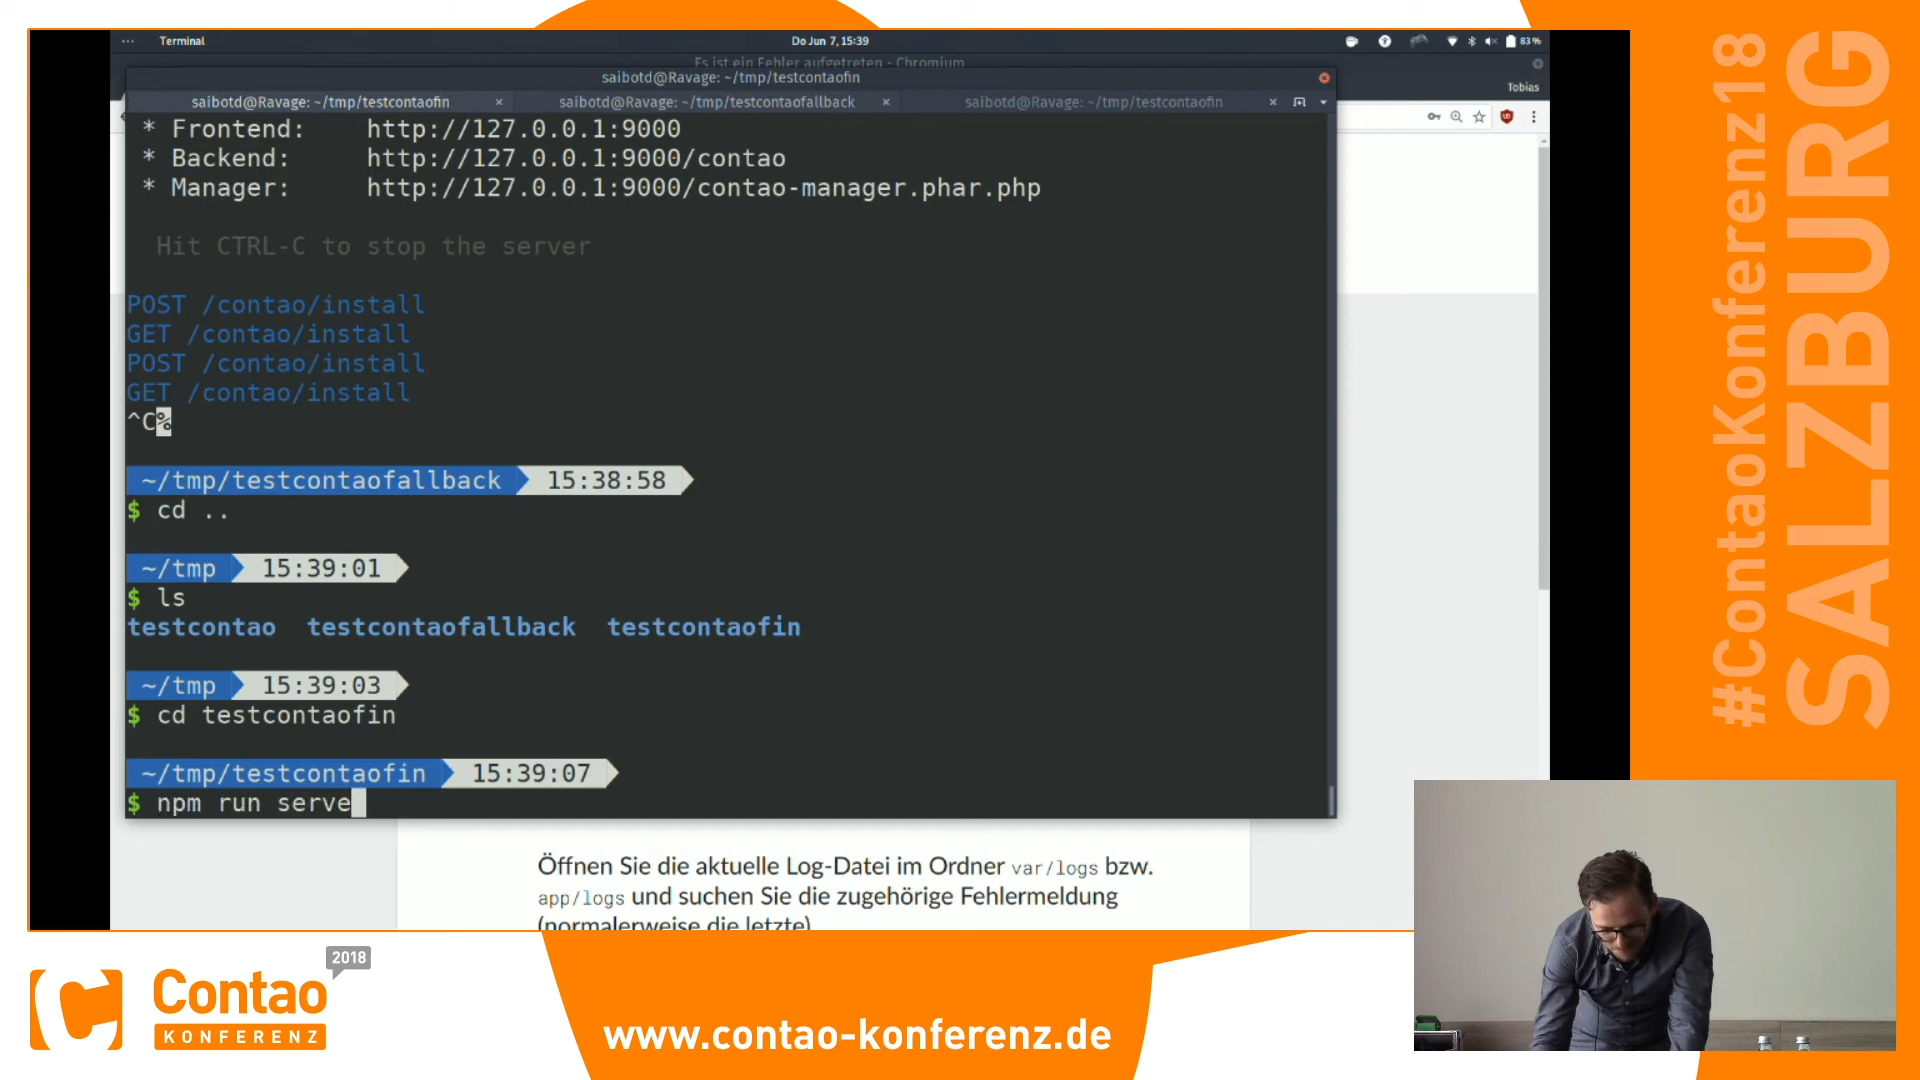 Terminal
Do Jun 7, 15:39
83 %
Es ist ein Fehler aufgetreten - Chromium
saibotd@Ravage: ~/tmp/testcontaofin
Tobias
saibotd@Ravage: ~/tmp/testcontaofin × saibotd@Ravage: ~/tmp/testcontaofallback × saibotd@Ravage: ~/tmp/testcontaofin ×
* Frontend: http://127.0.0.1:9000
* Backend: http://127.0.0.1:9000/contao
* Manager: http://127.0.0.1:9000/contao-manager.phar.php
Hit CTRL-C to stop the server
POST /contao/install
GET /contao/install
POST /contao/install
GET /contao/install
^C%
~/tmp/testcontaofallback 15:38:58
$ cd ..
~/tmp 15:39:01
$ ls
testcontao testcontaofallback testcontaofin
~/tmp 15:39:03
$ cd testcontaofin
~/tmp/testcontaofin 15:39:07
$ npm run serve
Öffnen Sie die aktuelle Log-Datei im Ordner var/logs bzw.
app/logs und suchen Sie die zugehörige Fehlermeldung
(normalerweise die letzte)
#ContaoKonferenz18
SALZBURG
2018
Contao
KONFERENZ
www.contao-konferenz.de